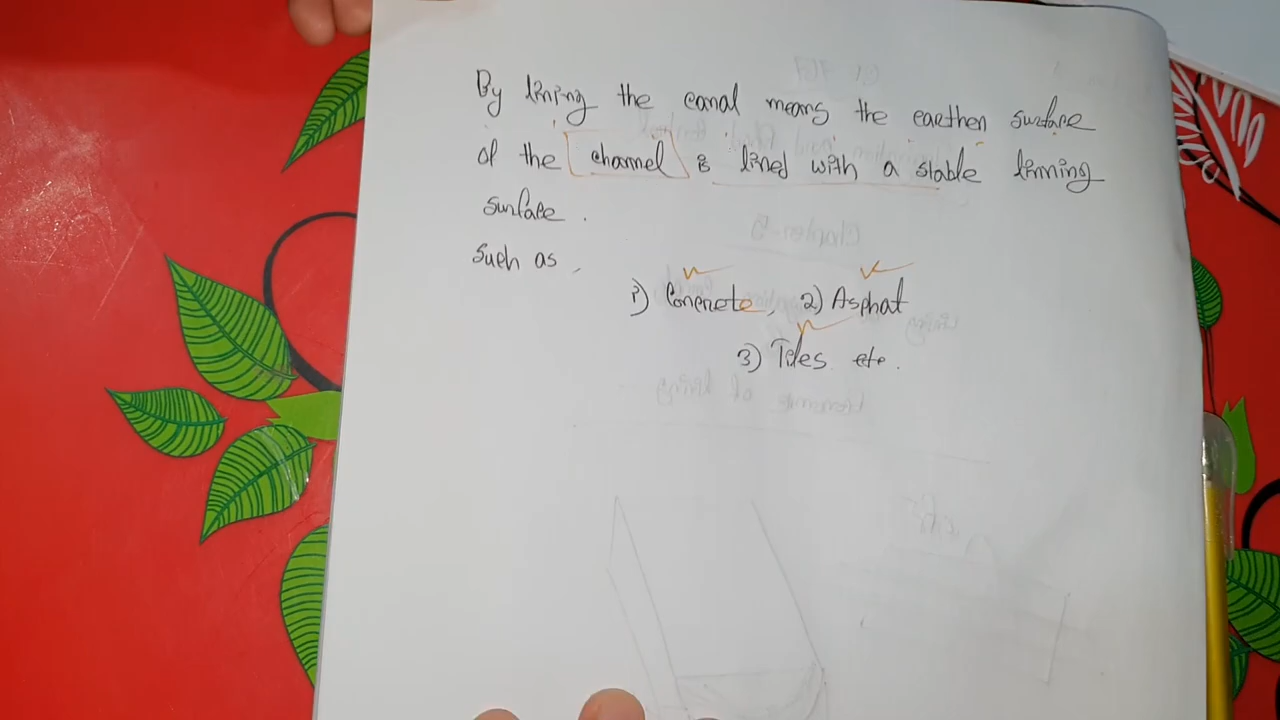 By lining the canal means the earthen surface
of the channel is lined with a stable linning
surface.
Such as,
1) Concrete, 2) Asphat
3) Tiles etc.